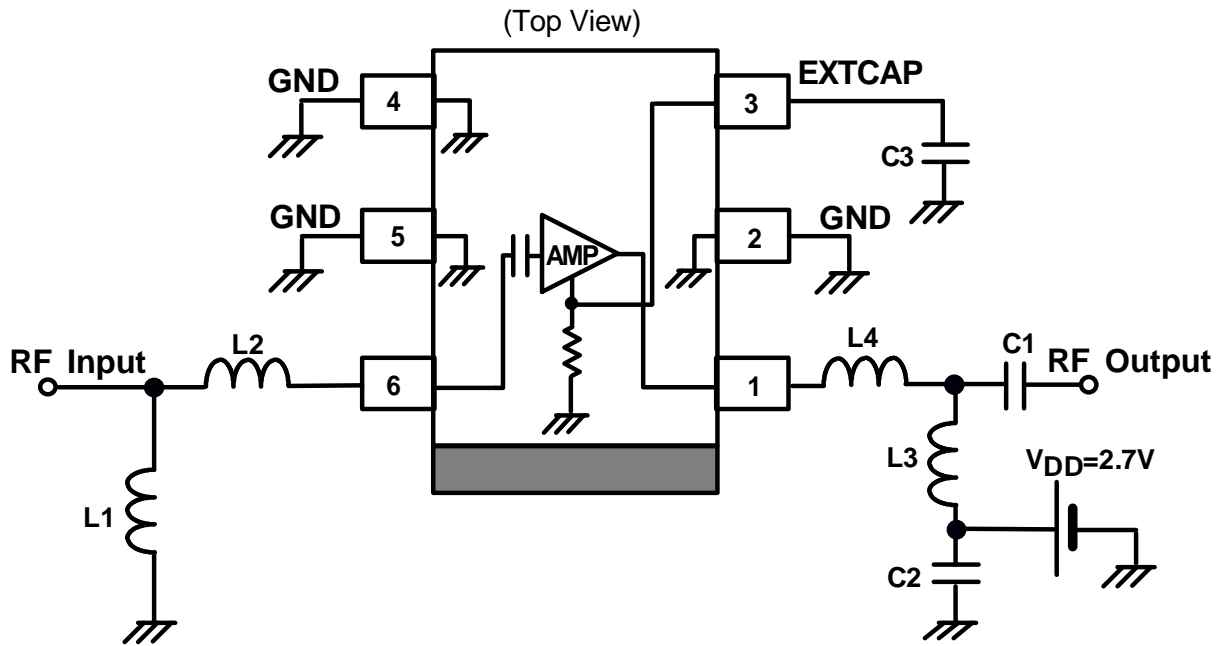 (Top View)
GND
4
3
EXTCAP
C3
GND
5
2
GND
AMP
RF Input
L2
6
1
L4
C1
RF Output
L1
L3
VDD=2.7V
C2